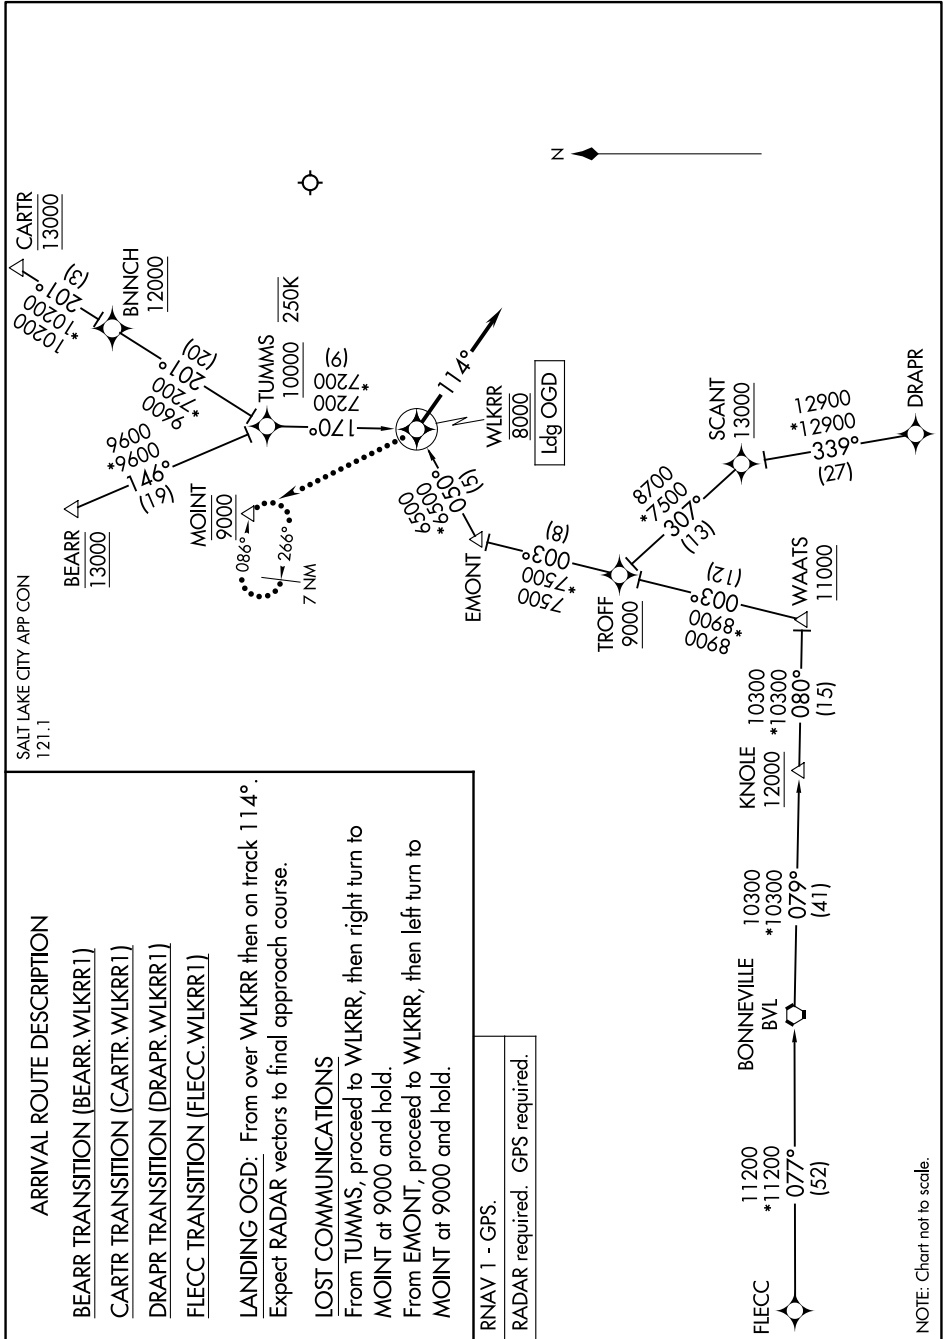 ARRIVAL ROUTE DESCRIPTION
BEARR TRANSITION (BEARR.WLKRR1)
CARTR TRANSITION (CARTR.WLKRR1)
DRAPR TRANSITION (DRAPR.WLKRR1)
FLECC TRANSITION (FLECC.WLKRR1)
LANDING OGD: From over WLKRR then on track 114°.
Expect RADAR vectors to final approach course.
LOST COMMUNICATIONS
From TUMMS, proceed to WLKRR, then right turn to
MOINT at 9000 and hold.
From EMONT, proceed to WLKRR, then left turn to
MOINT at 9000 and hold.
RNAV 1 - GPS.
RADAR required. GPS required.
SALT LAKE CITY APP CON
121.1
CARTR
13000
10200
*10200
201°
(3)
BNNCH
12000
9600
*7200
201°
(20)
BEARR
13000
9600
*9600
146°
(19)
TUMMS
10000
250K
7200
*7200
170°
(9)
MOINT
9000
086°
266°
7 NM
WLKRR
8000
Ldg OGD
114°
N
6500
*6500
050°
(5)
EMONT
7500
*7500
003°
(8)
TROFF
9000
8700
*7500
307°
(13)
SCANT
13000
12900
*12900
339°
(27)
DRAPR
8900
*8900
003°
(12)
WAATS
11000
10300
*10300
080°
(15)
KNOLE
12000
10300
*10300
079°
(41)
BONNEVILLE
BVL
11200
*11200
077°
(52)
FLECC
NOTE: Chart not to scale.